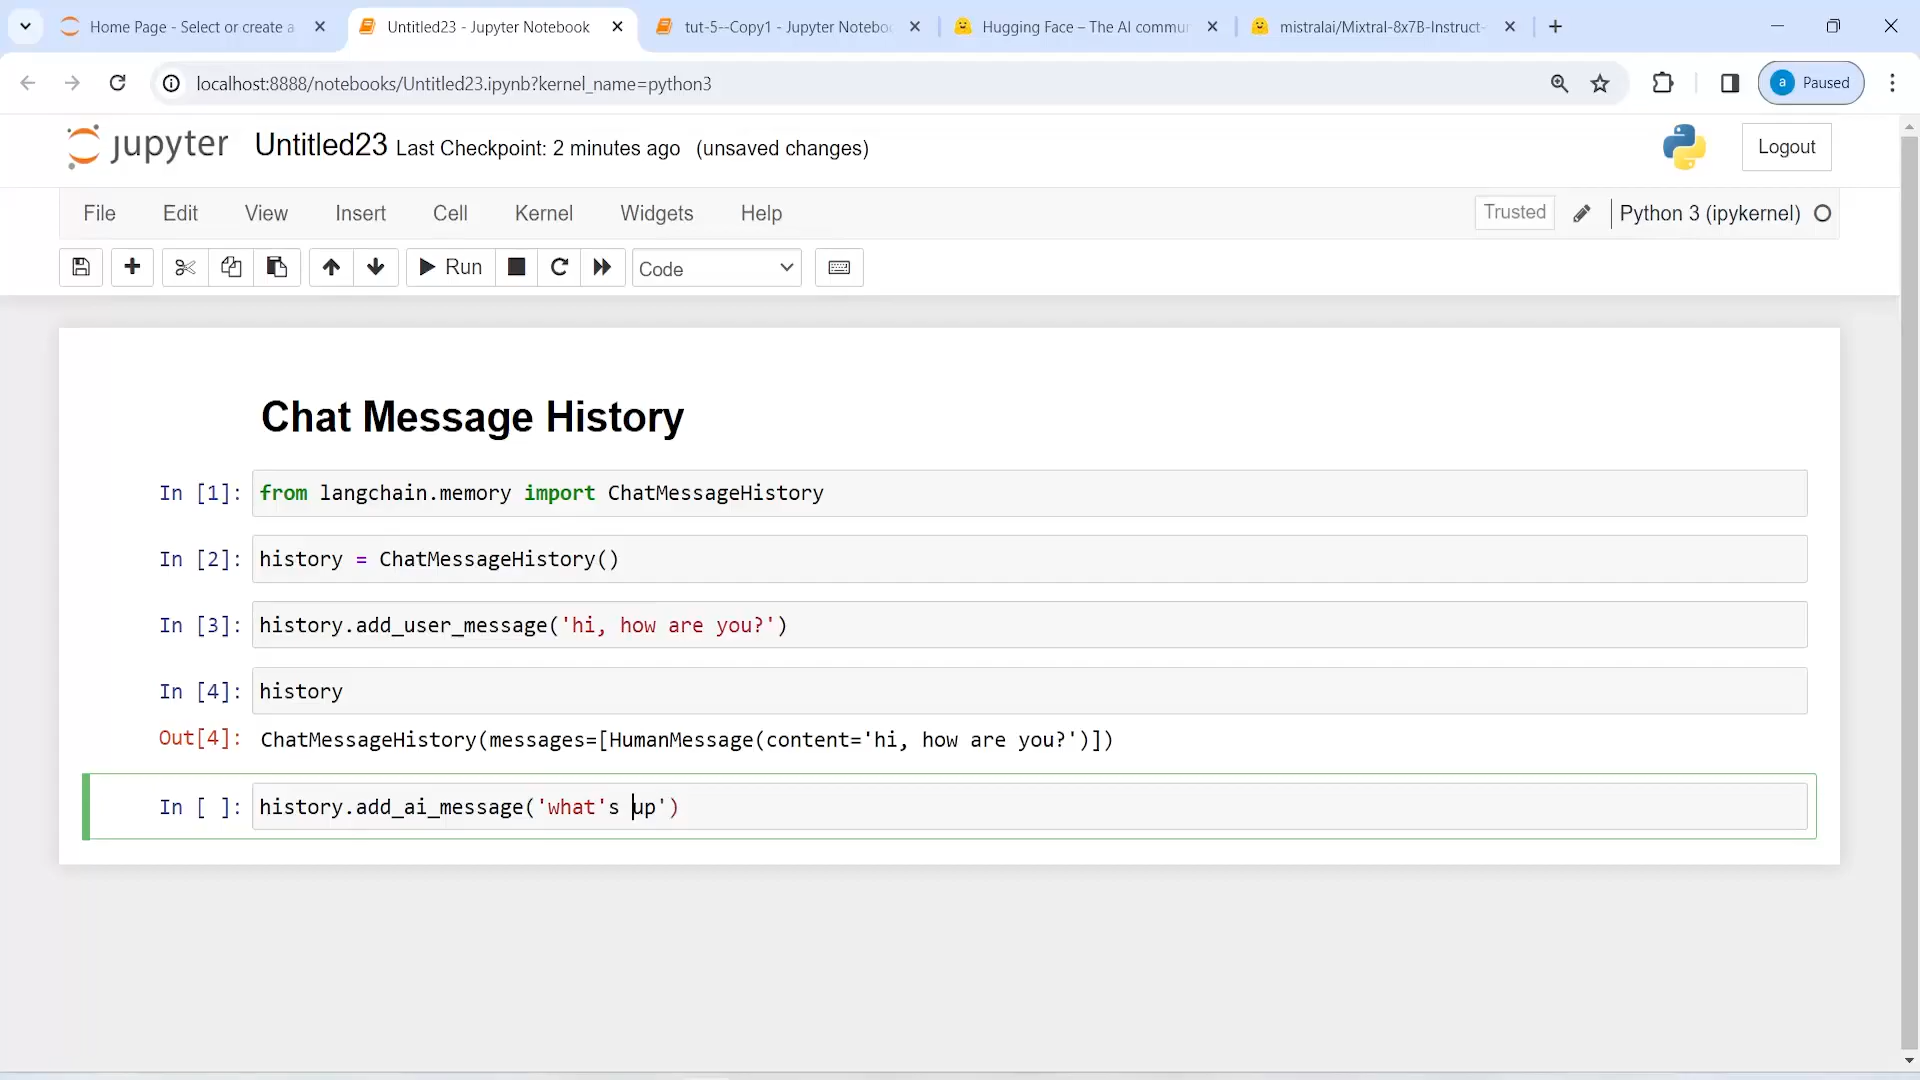 Home Page - Select or create a
Untitled23 - Jupyter Notebook
tut-5--Copy1 - Jupyter Notebo
Hugging Face – The AI commu
mistralai/Mixtral-8x7B-Instruct-
localhost:8888/notebooks/Untitled23.ipynb?kernel_name=python3
a Paused
jupyter Untitled23 Last Checkpoint: 2 minutes ago (unsaved changes)
Logout
File Edit View Insert Cell Kernel Widgets Help
Trusted
Python 3 (ipykernel)
Run
Code
Chat Message History
In [1]: from langchain.memory import ChatMessageHistory
In [2]: history = ChatMessageHistory()
In [3]: history.add_user_message('hi, how are you?')
In [4]: history
Out[4]: ChatMessageHistory(messages=[HumanMessage(content='hi, how are you?')])
In [ ]: history.add_ai_message('what's up')